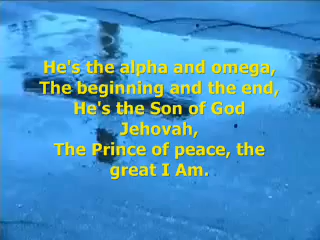 He's the alpha and omega,
The beginning and the end,
He's the Son of God
Jehovah,
The Prince of peace, the
great I Am.